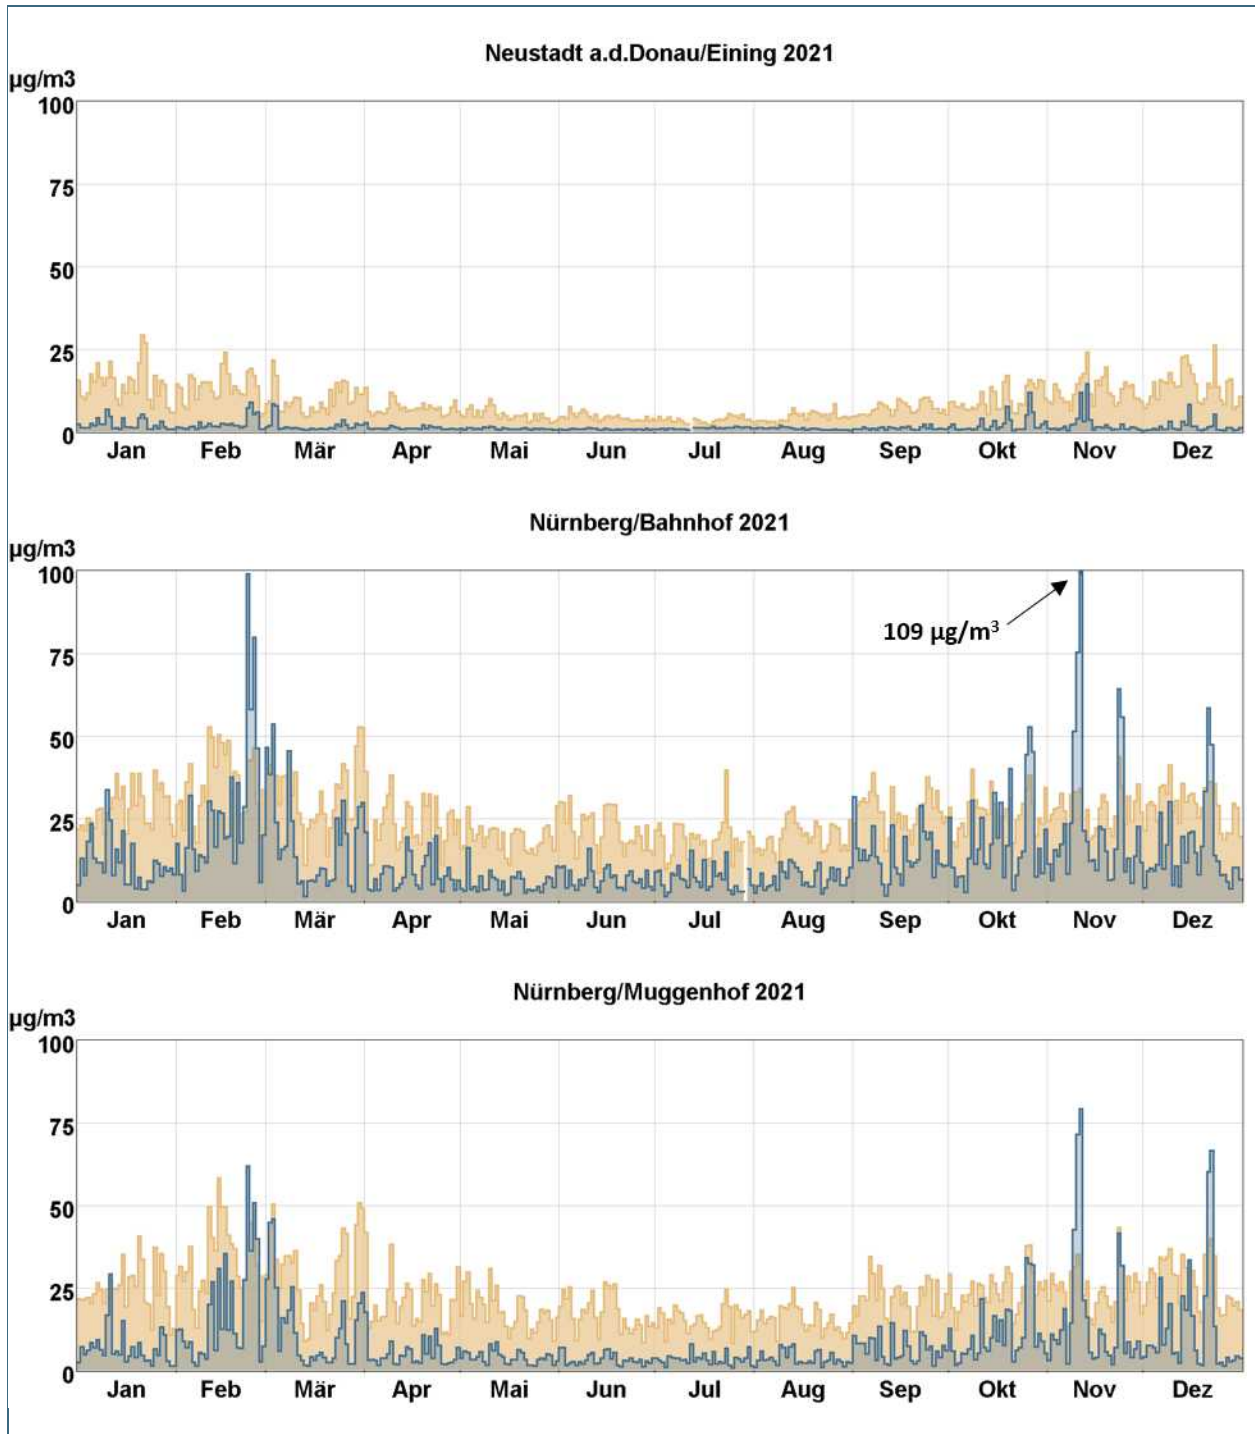 Neustadt a.d.Donau/Eining 2021
µg/m3
100
75
50
25
0
Jan Feb Mär Apr Mai Jun Jul Aug Sep Okt Nov Dez
Nürnberg/Bahnhof 2021
µg/m3
100
109 µg/m³
75
50
25
0
Jan Feb Mär Apr Mai Jun Jul Aug Sep Okt Nov Dez
Nürnberg/Muggenhof 2021
µg/m3
100
75
50
25
0
Jan Feb Mär Apr Mai Jun Jul Aug Sep Okt Nov Dez